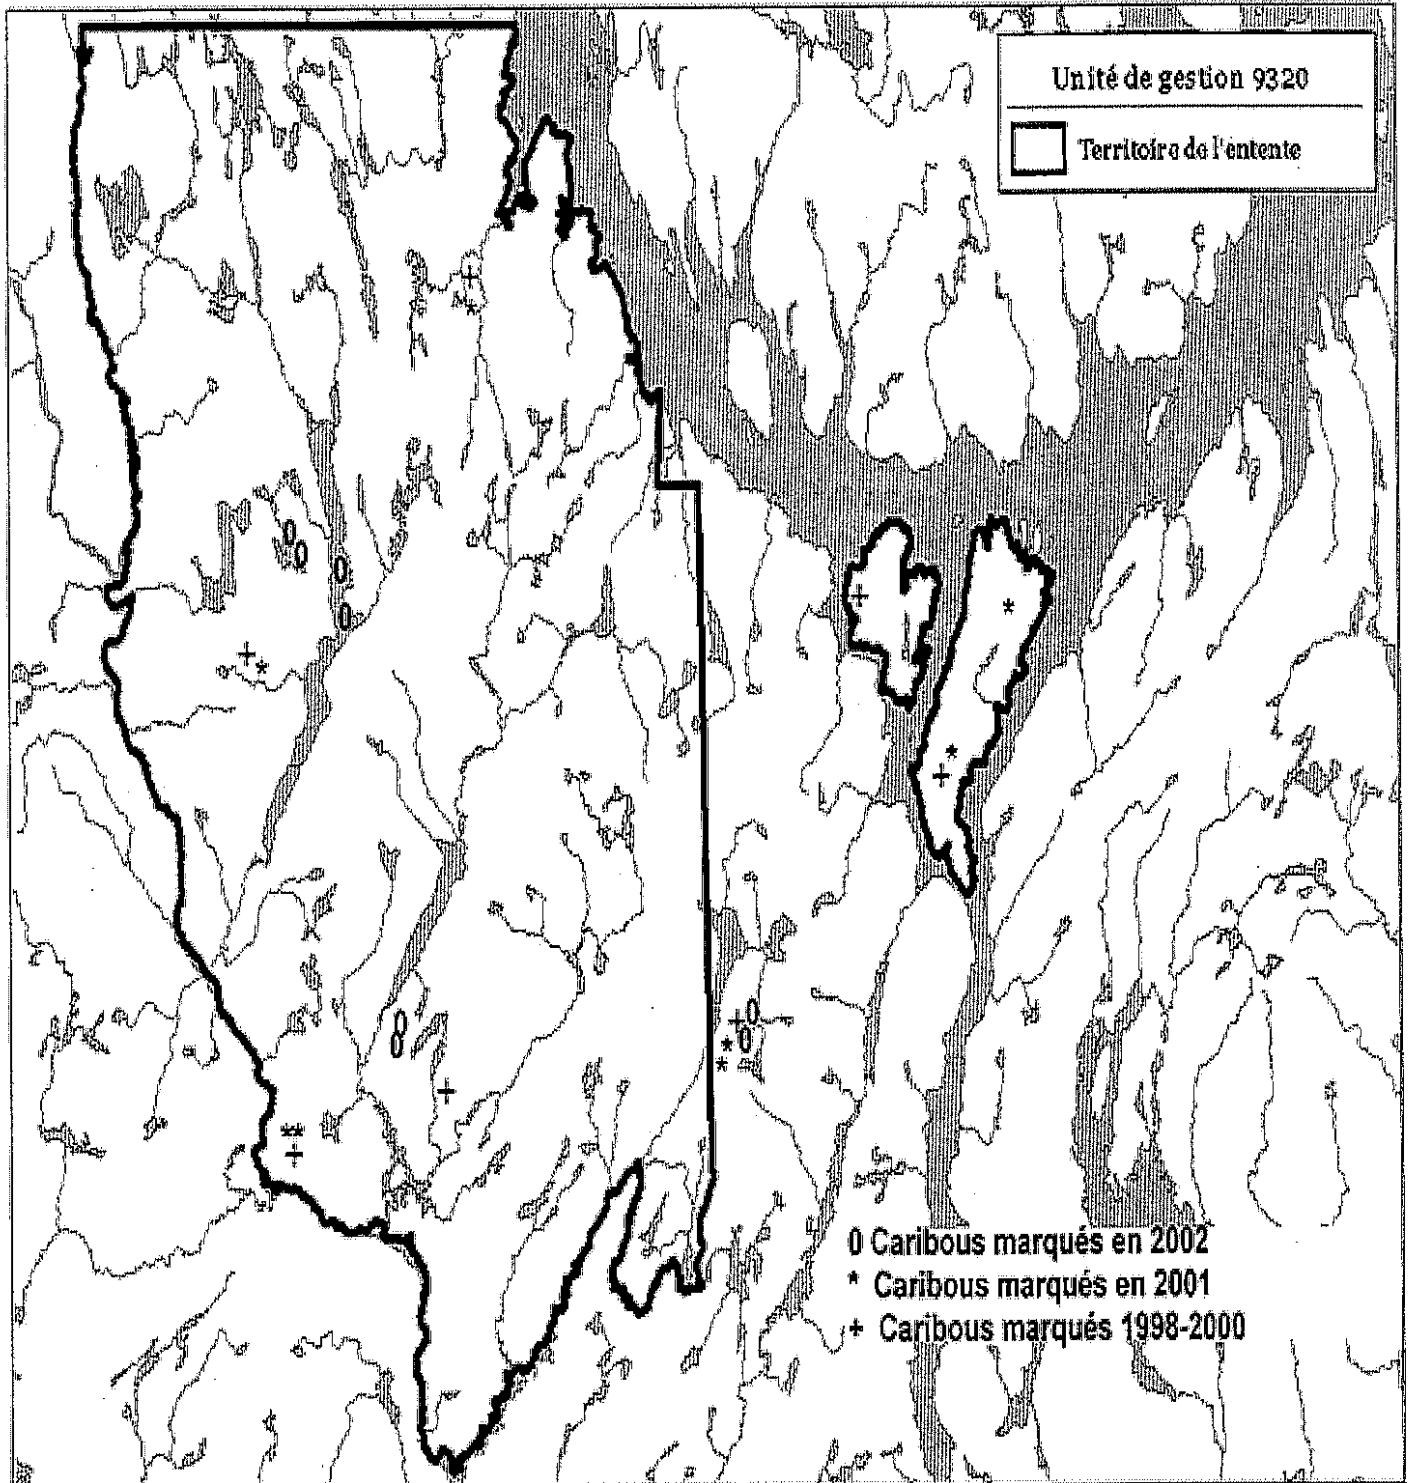 Unité de gestion 9320
Territoire de l'entente
0 Caribous marqués en 2002
* Caribous marqués en 2001
+ Caribous marqués 1998-2000